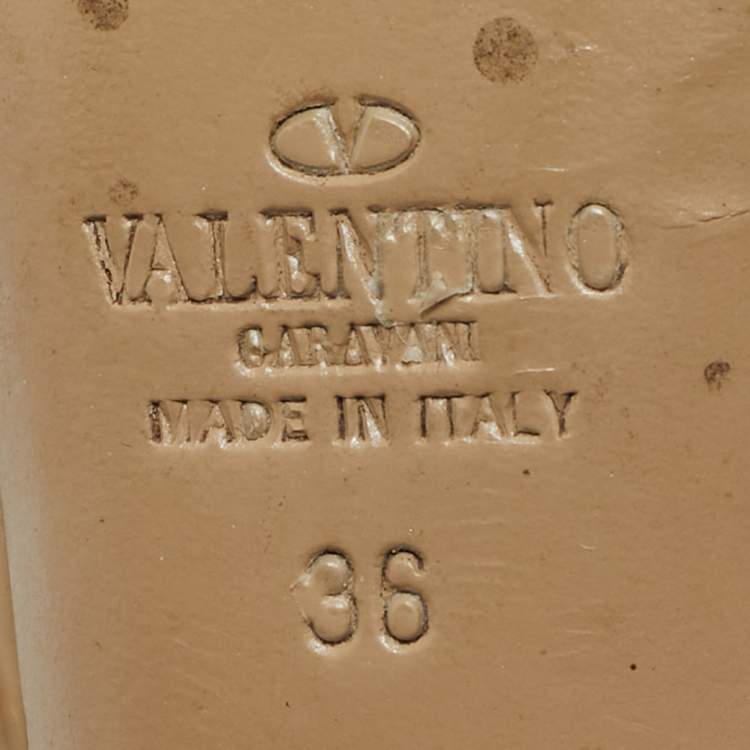 VALENTINO
GARAVANI
MADE IN ITALY
36